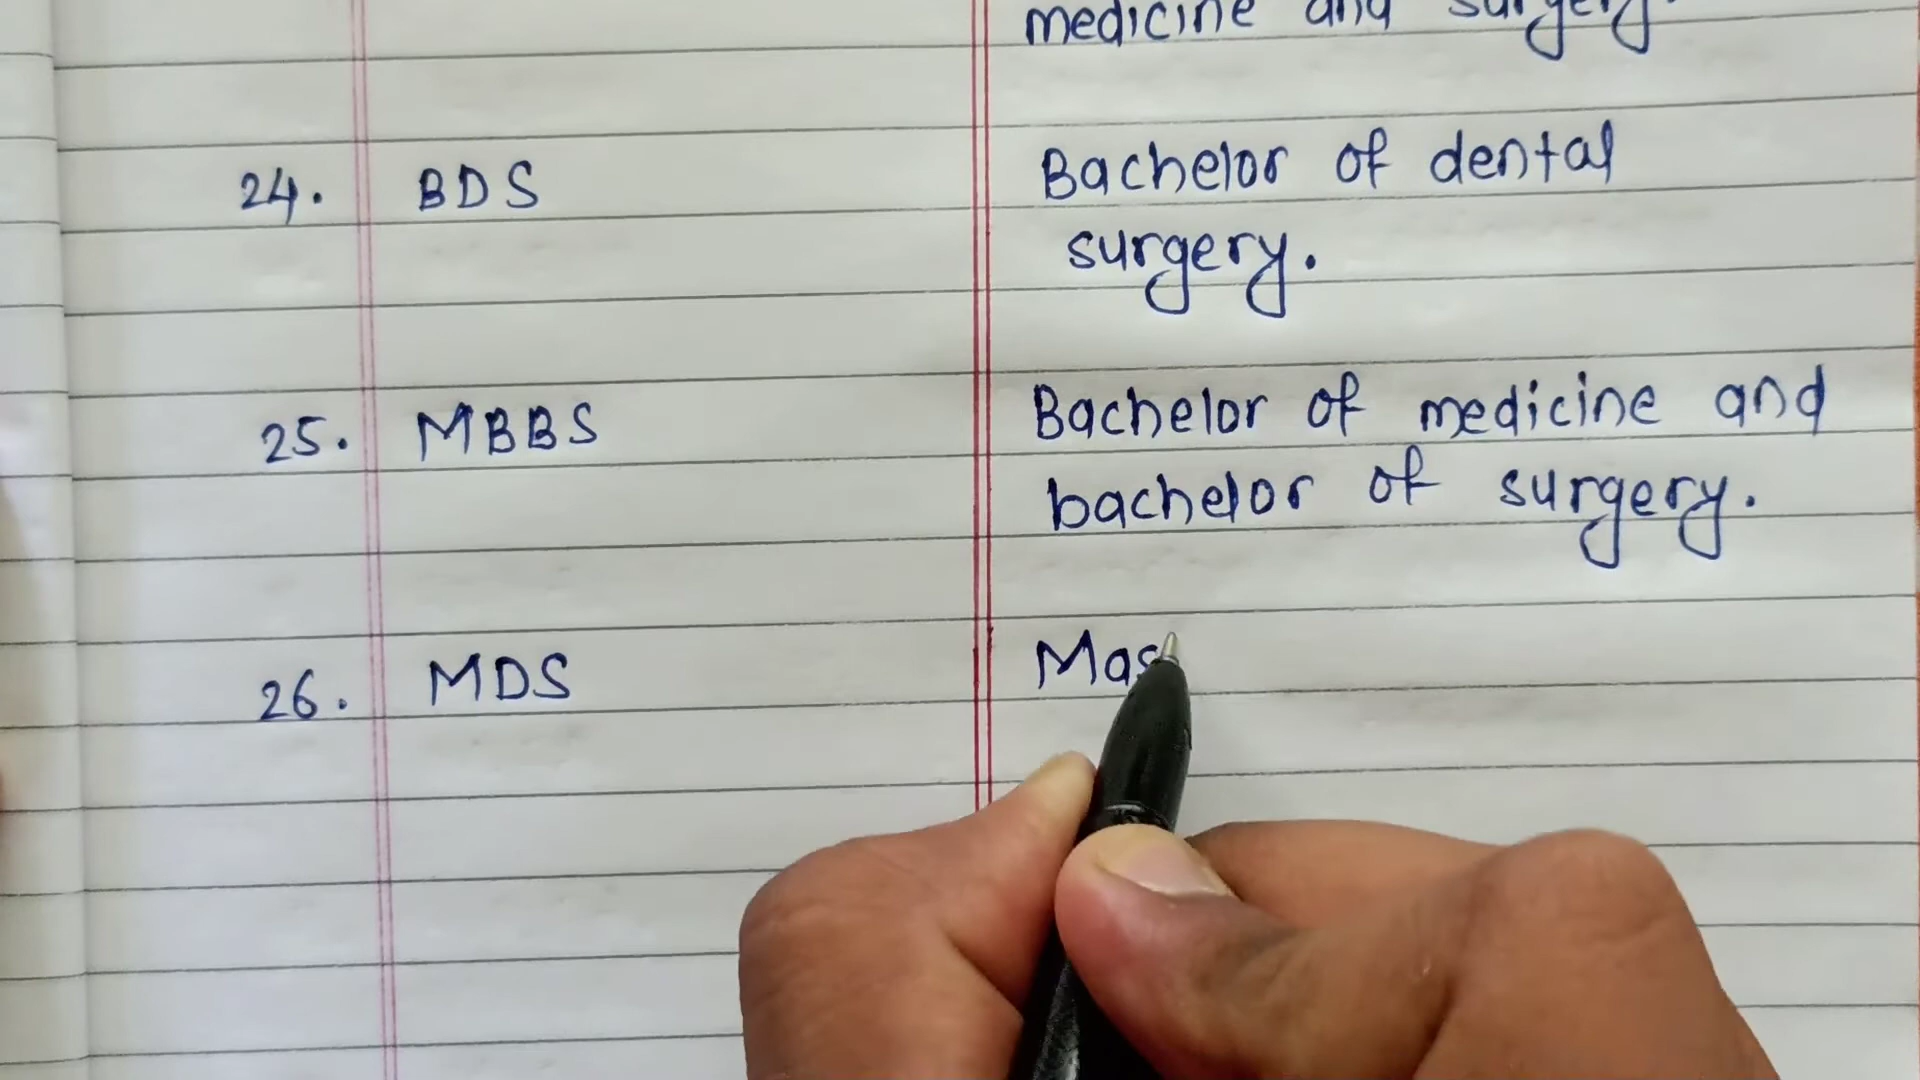 medicine and surgery.
24. BDS Bachelor of dental
surgery.
25. MBBS Bachelor of medicine and
bachelor of surgery.
26. MDS Mas